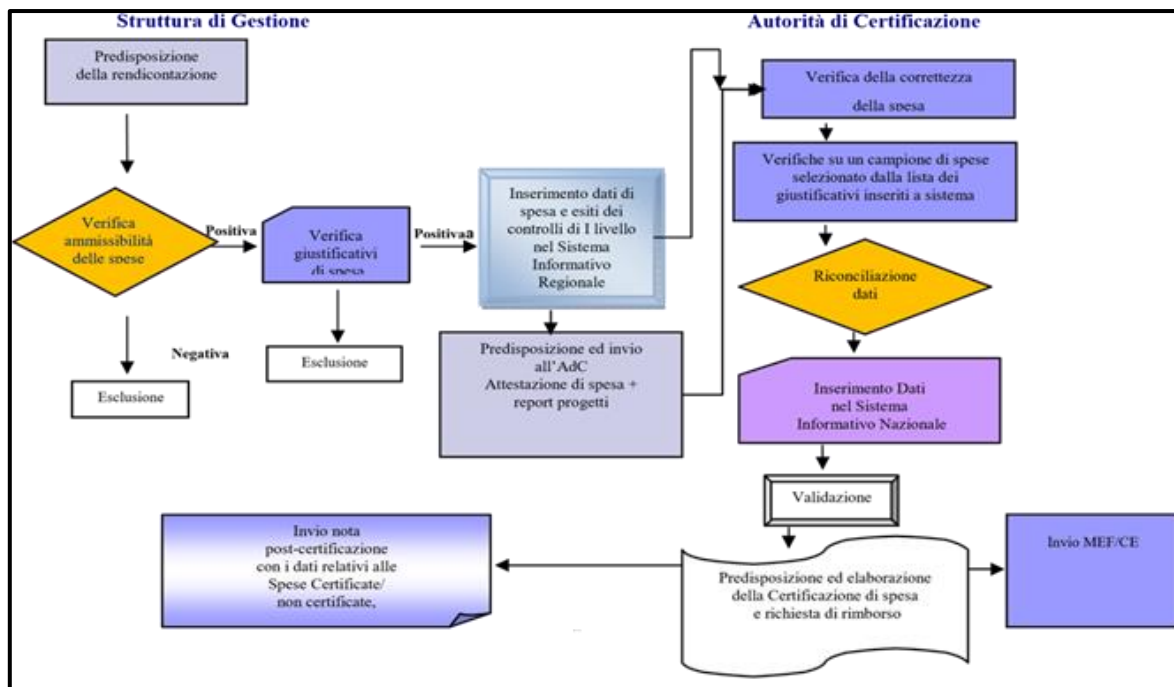 Struttura di Gestione
Autorità di Certificazione
Predisposizione
della rendicontazione
Verifica
ammissibilità
delle spese
Positiva
Negativa
Esclusione
Verifica
giustificativi
di spesa
Positivaa
Esclusione
Inserimento dati di
spesa e esiti dei
controlli di I livello
nel Sistema
Informativo
Regionale
Predisposizione ed invio
all'AdC
Attestazione di spesa +
report progetti
Verifica della correttezza
della spesa
Verifiche su un campione di spese
selezionato dalla lista dei
giustificativi inseriti a sistema
Riconciliazione
dati
Inserimento Dati
nel Sistema
Informativo Nazionale
Validazione
Predisposizione ed elaborazione
della Certificazione di spesa
e richiesta di rimborso
Invio MEF/CE
Invio nota
post-certificazione
con i dati relativi alle
Spese Certificate/
non certificate,
...